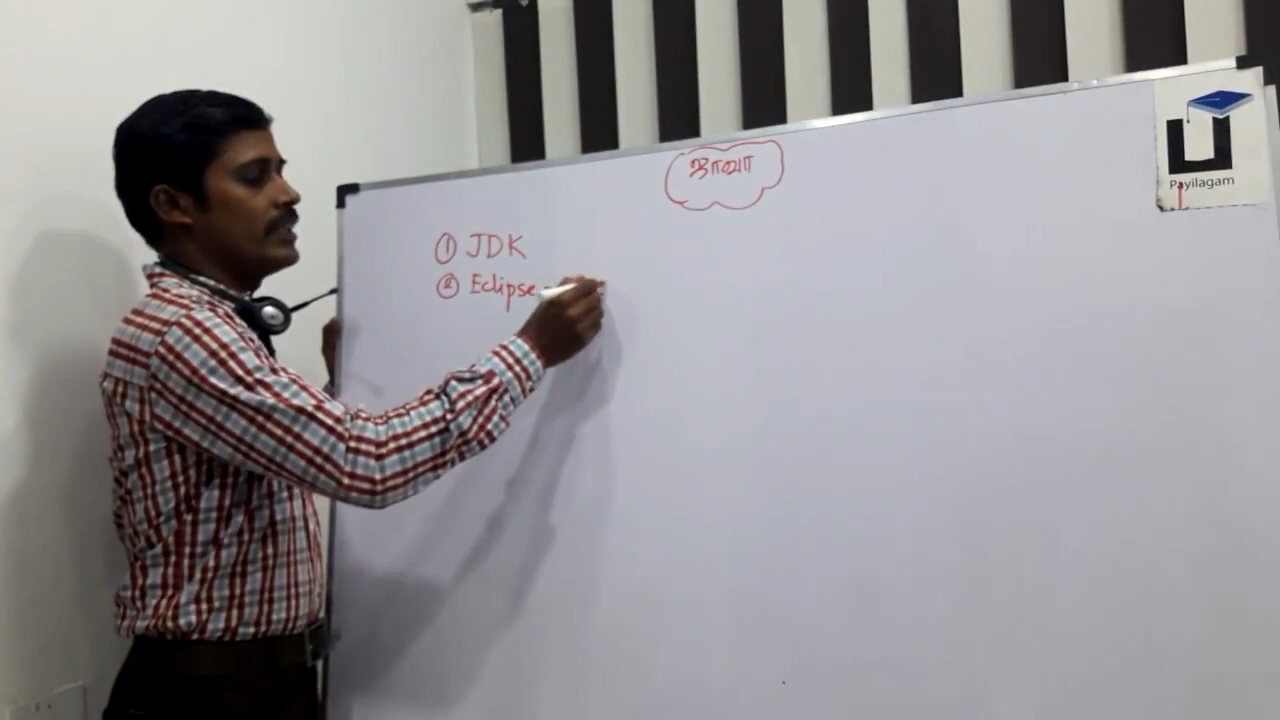 ஜாவா
Payilagam
① JDK
② Eclipse